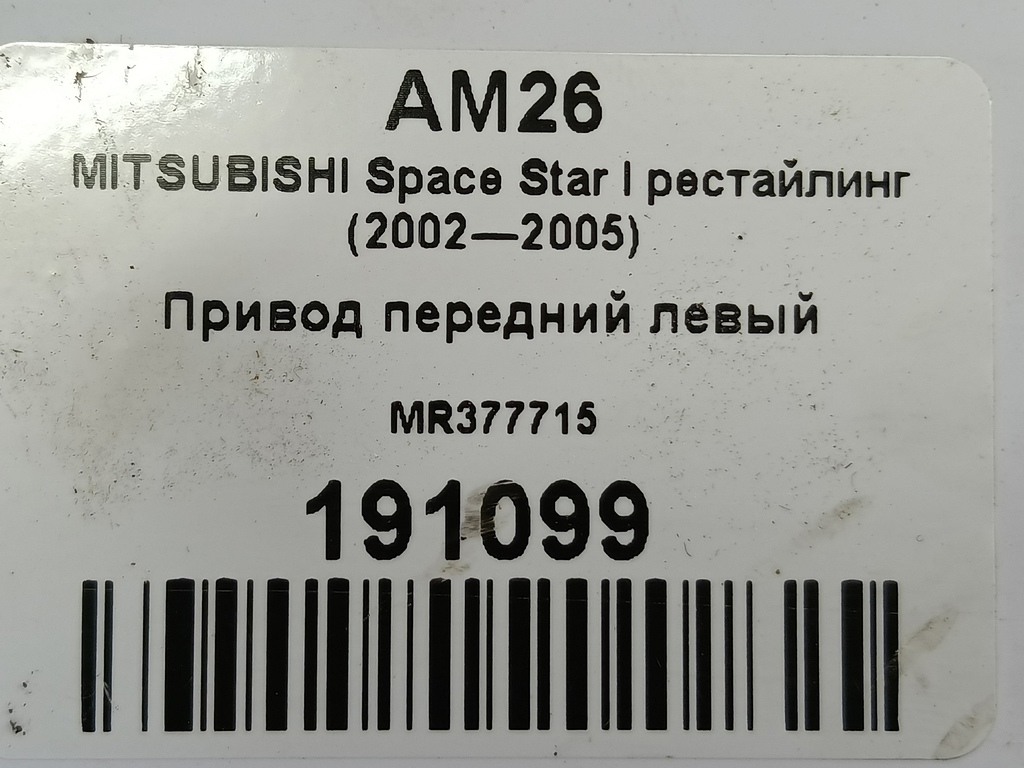 AM26
MITSUBISHI Space Star I рестайлинг
(2002—2005)
Привод передний левый
MR377715
191099